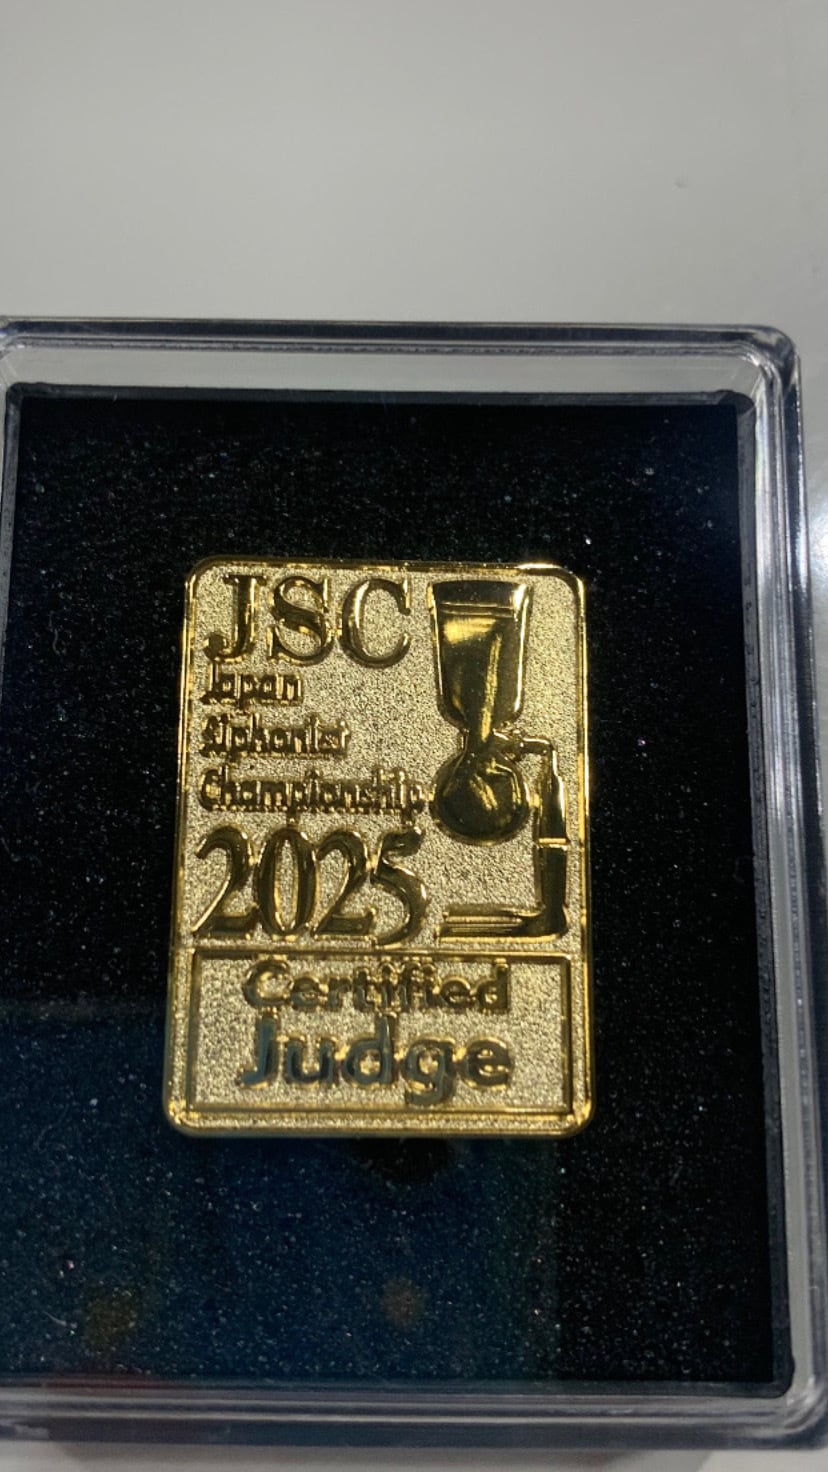 JSC
Japan
Siphonist
Championship
2025
Certified
Judge